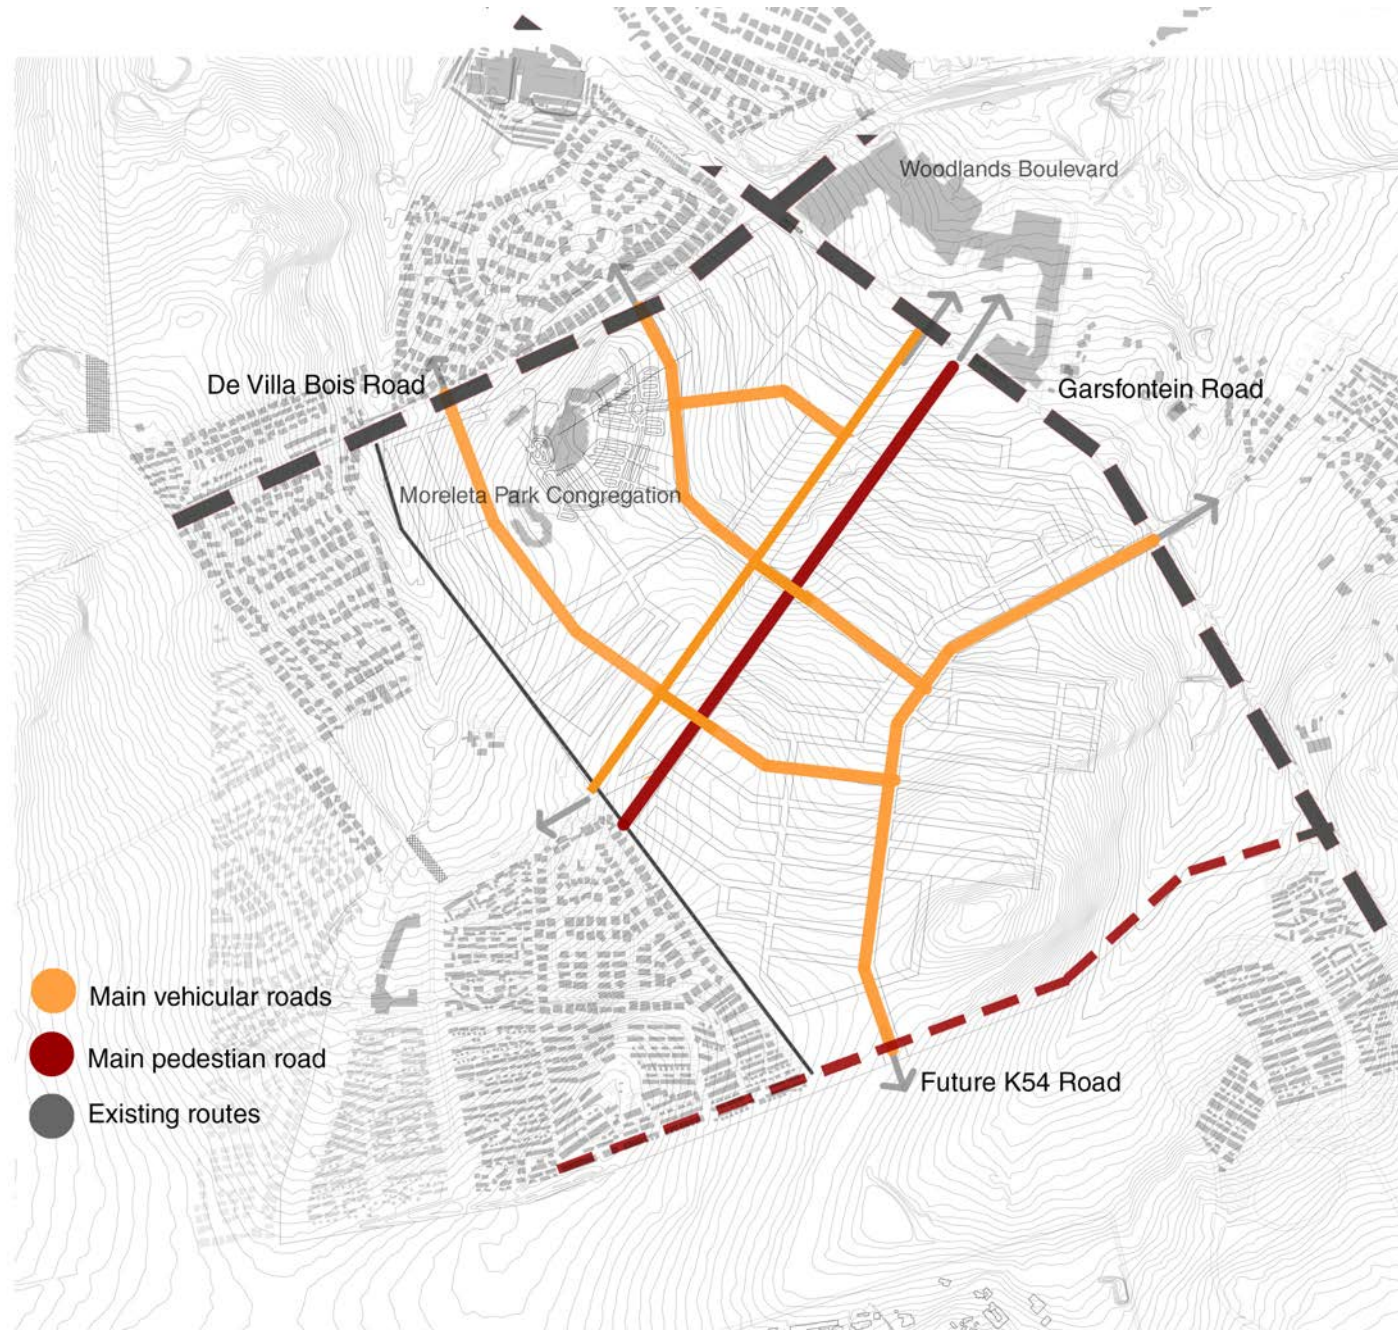 Woodlands Boulevard
De Villa Bois Road
Garsfontein Road
Moreleta Park Congregation
Main vehicular roads
Main pedestian road
Future K54 Road
Existing routes